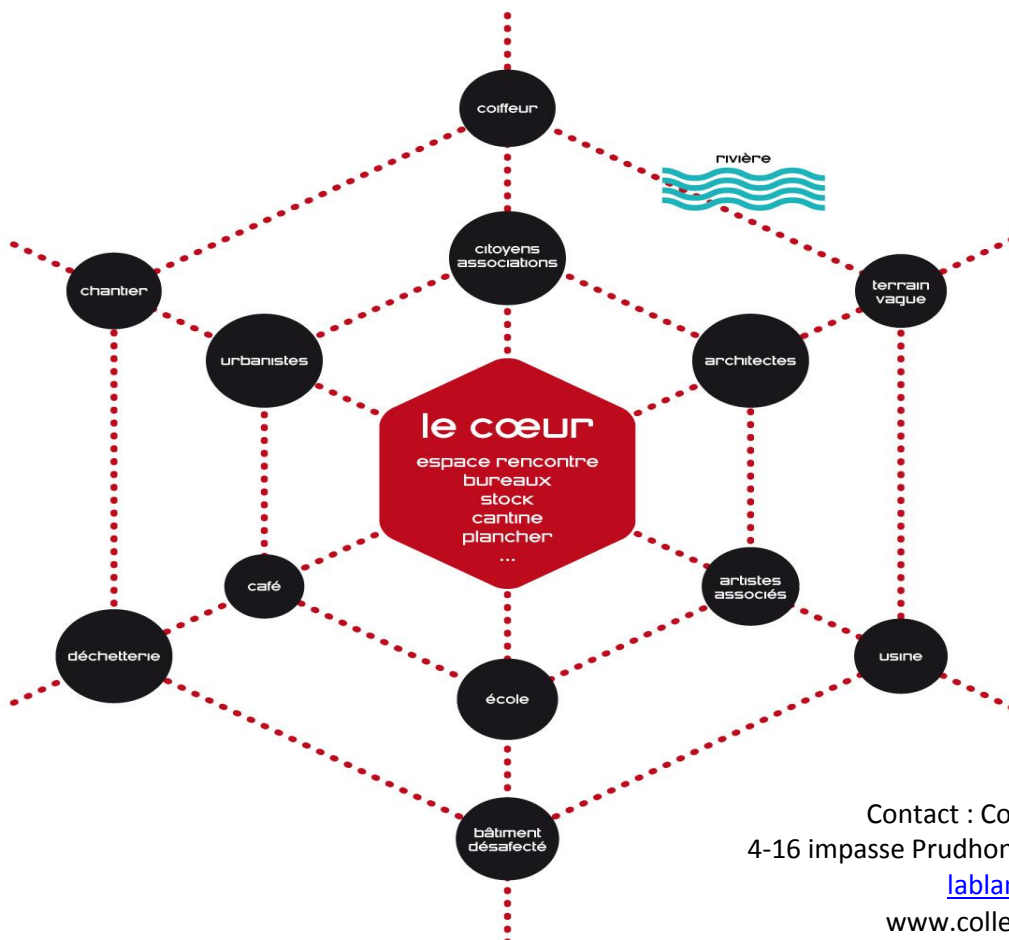 coiffeur
rivière
citoyens
associations
chantier
terrain
vague
urbanistes
architectes
le cœur
espace rencontre
bureaux
stock
cantine
plancher
...
café
artistes
associés
déchetterie
usine
école
bâtiment
désafecté
Contact : Co
4-16 impasse Prudhon
lablar
www.colle